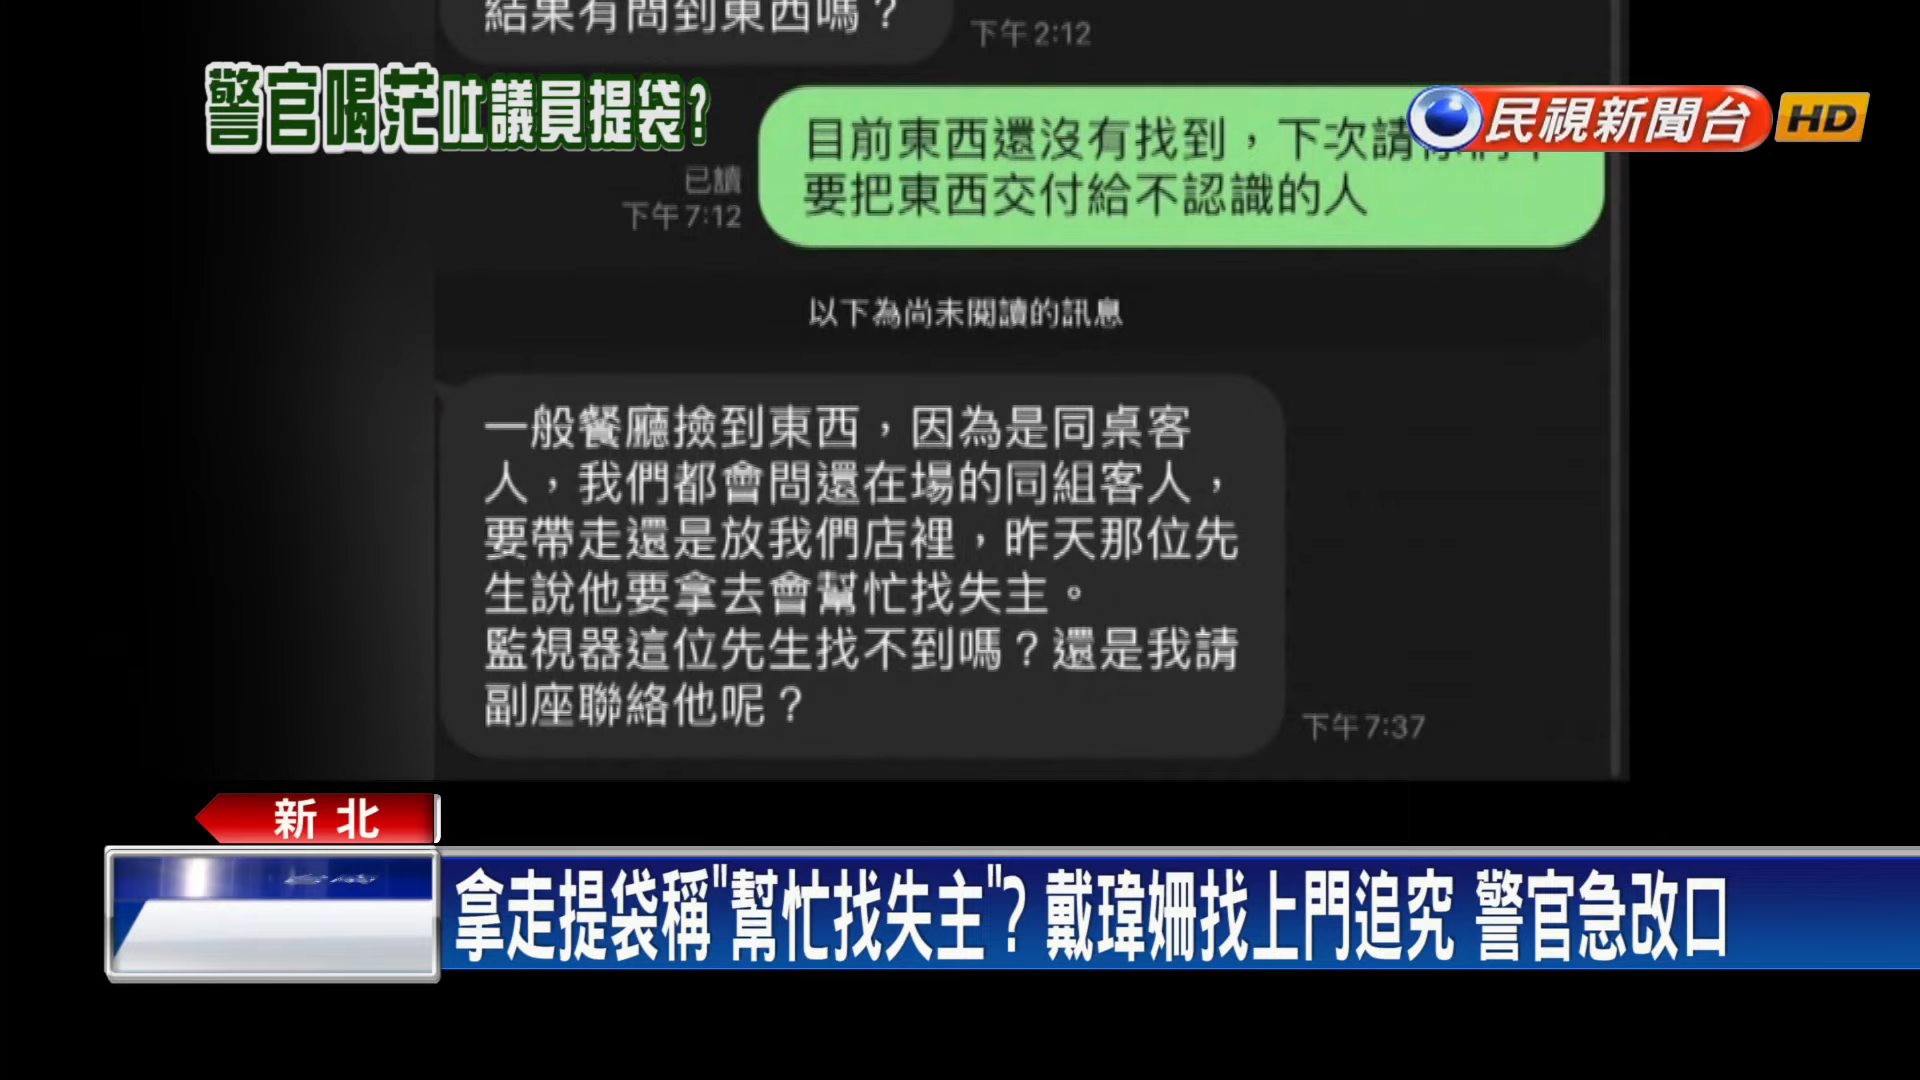 結果有問到東西嗎？
下午 2:12
警官喝茫吐議員提袋?
民視新聞台 HD
目前東西還沒有找到，下次請你們不
要把東西交付給不認識的人
已讀
下午 7:12
以下為尚未閱讀的訊息
一般餐廳撿到東西，因為是同桌客
人，我們都會問還在場的同組客人，
要帶走還是放我們店裡，昨天那位先
生說他要拿去會幫忙找失主。
監視器這位先生找不到嗎？還是我請
副座聯絡他呢？
下午 7:37
新北
拿走提袋稱"幫忙找失主"? 戴瑋姍找上門追究 警官急改口